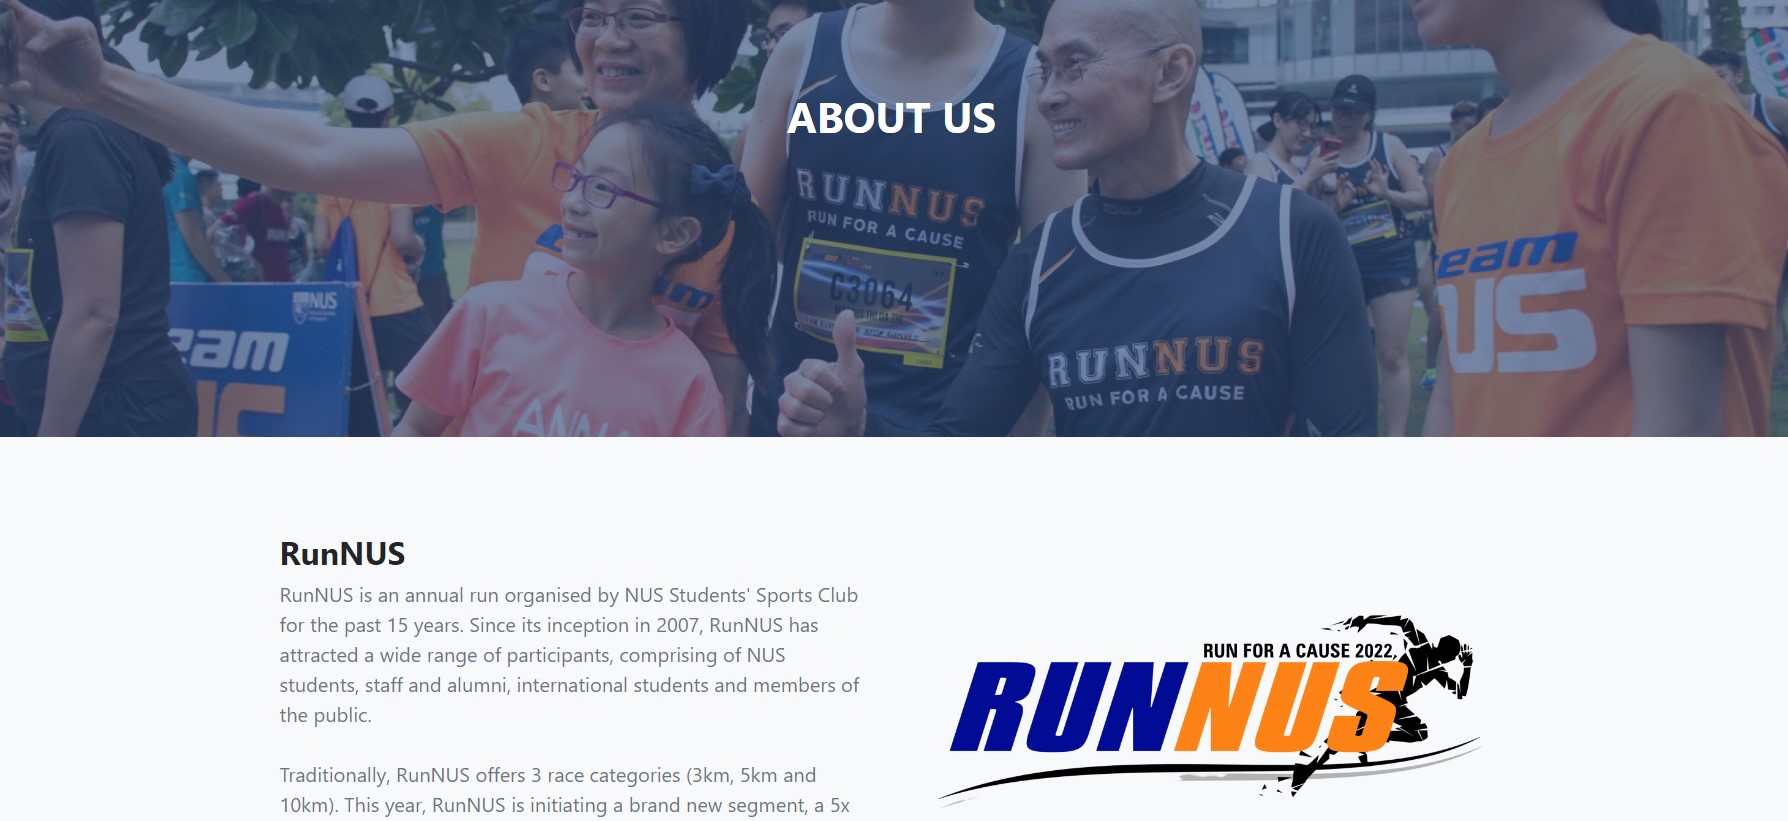 ABOUT US
RUNNUS
RUN FOR A CAUSE
C3064
NUS
eam
RUNNUS
RUN FOR A CAUSE
eam
US
RunNUS
RunNUS is an annual run organised by NUS Students' Sports Club
for the past 15 years. Since its inception in 2007, RunNUS has
attracted a wide range of participants, comprising of NUS
students, staff and alumni, international students and members of
the public.
Traditionally, RunNUS offers 3 race categories (3km, 5km and
10km). This year, RunNUS is initiating a brand new segment, a 5x
RUN FOR A CAUSE 2022
RUNNUS